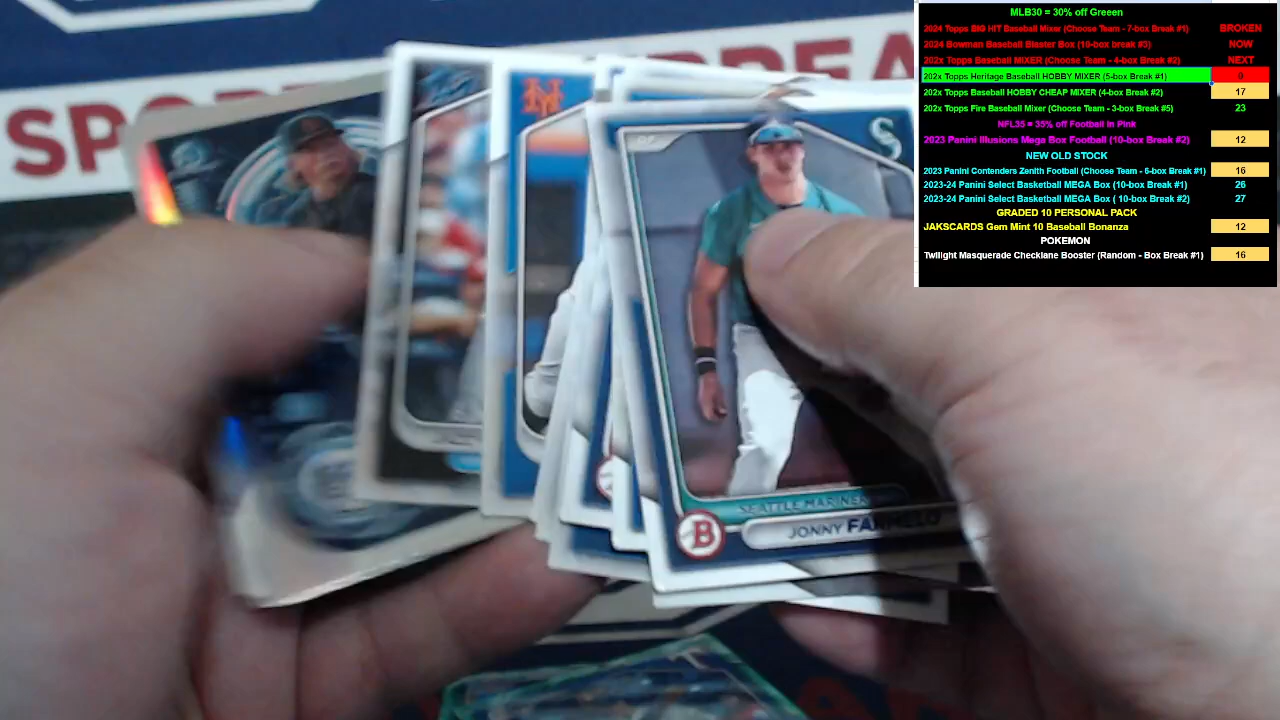 MLB30 = 30% off Greeen
2024 Topps BIG HIT Baseball Mixer (Choose Team - 7-box Break #1) BROKEN
2024 Bowman Baseball Blaster Box (10-box break #3) NOW
202x Topps Baseball MIXER (Choose Team - 4-box Break #2) NEXT
202x Topps Heritage Baseball HOBBY MIXER (5-box Break #1) 0
202x Topps Baseball HOBBY CHEAP MIXER (4-box Break #2) 17
202x Topps Fire Baseball Mixer (Choose Team - 3-box Break #5) 23
NFL35 = 35% off Football in Pink
2023 Panini Illusions Mega Box Football (10-box Break #2) 12
NEW OLD STOCK
2023 Panini Contenders Zenith Football (Choose Team - 6-box Break #1) 16
2023-24 Panini Select Basketball MEGA Box (10-box Break #1) 26
2023-24 Panini Select Basketball MEGA Box ( 10-box Break #2) 27
GRADED 10 PERSONAL PACK
JAKSCARDS Gem Mint 10 Baseball Bonanza 12
POKEMON
Twilight Masquerade Checklane Booster (Random - Box Break #1) 16
SP
OF
S
SEATTLE MARINER
B
JONNY FARMELO